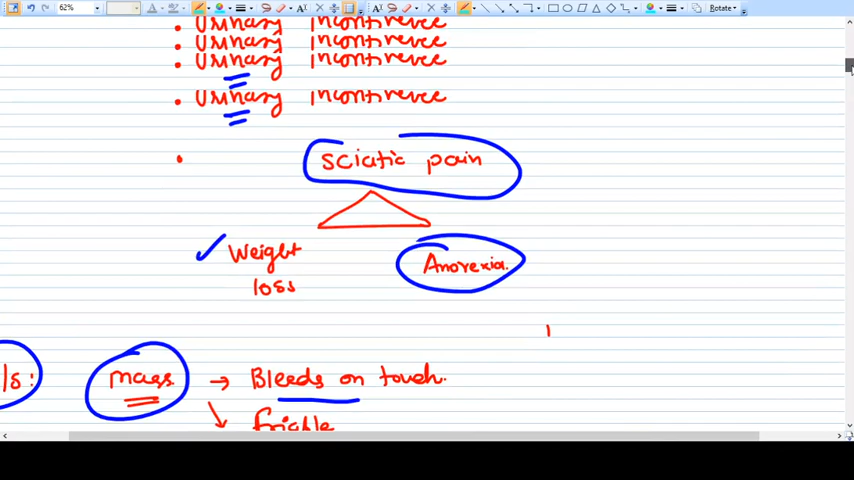 62%
Rotate
• Urinary Incontinence
• Urinary Incontinence
• Urinary Incontinence
• Urinary Incontinence
• Sciatic pain
Weight loss
Anorexia.
/s:
mass → Bleeds on touch.
Friable